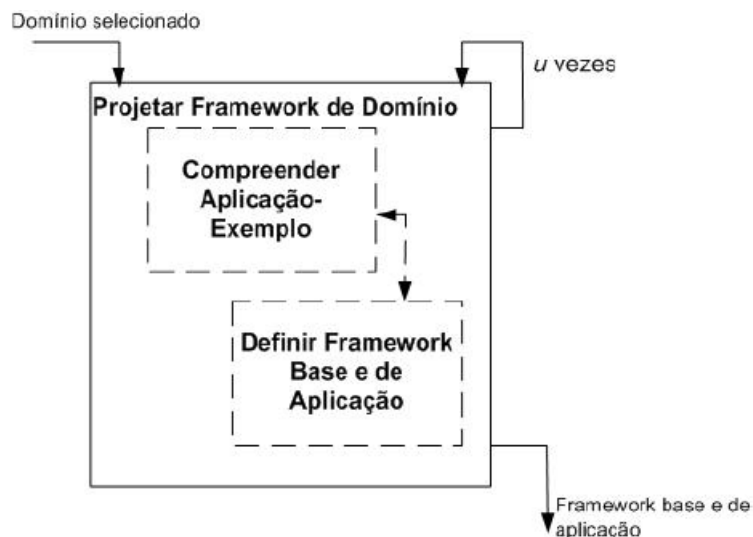 Domínio selecionado
u vezes
Projetar Framework de Domínio
Compreender
Aplicação-
Exemplo
Definir Framework
Base e de
Aplicação
Framework base e de
aplicação